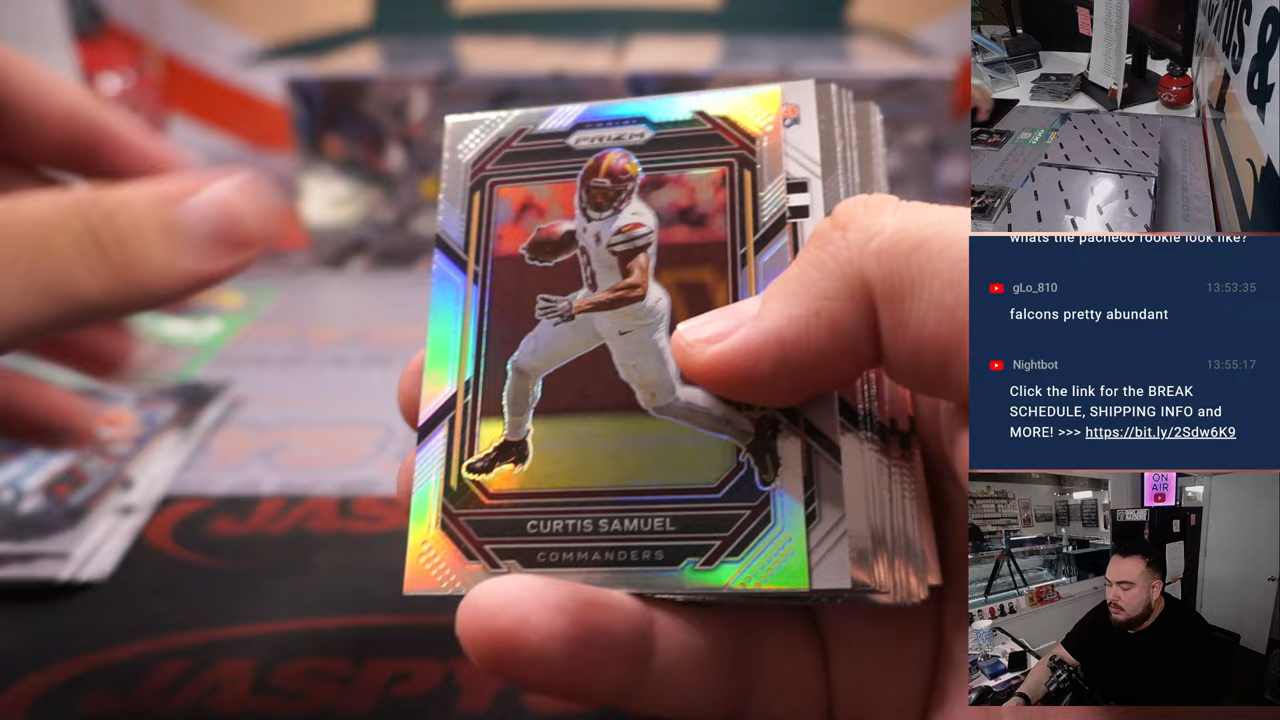 PANINI
PRIZM
CURTIS SAMUEL
COMMANDERS
JASPY
whats the pacheco rookie look like?
gLo_810 13:53:35
falcons pretty abundant
Nightbot 13:55:17
Click the link for the BREAK
SCHEDULE, SHIPPING INFO and
MORE! >>> https://bit.ly/2Sdw6K9
ON
AIR